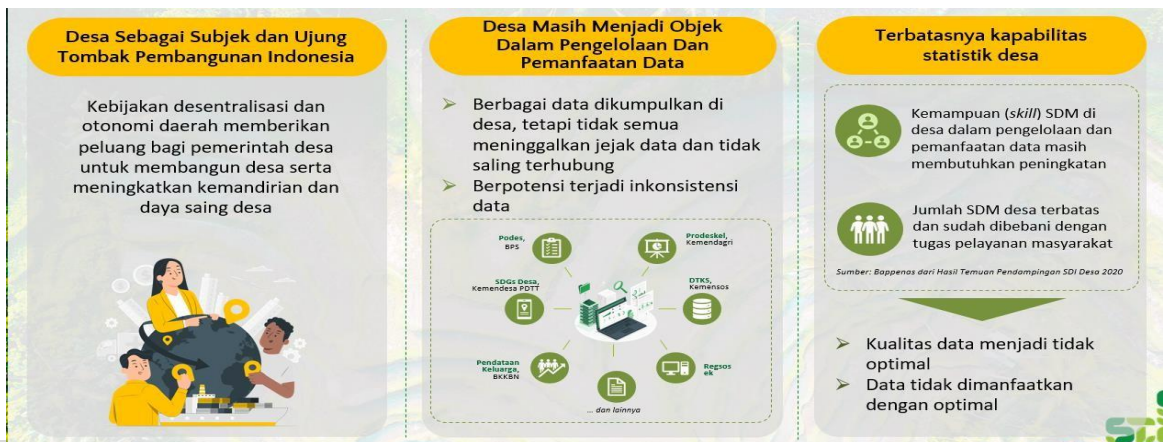 Desa Sebagai Subjek dan Ujung
Tombak Pembangunan Indonesia
Kebijakan desentralisasi dan
otonomi daerah memberikan
peluang bagi pemerintah desa
untuk membangun desa serta
meningkatkan kemandirian dan
daya saing desa
Desa Masih Menjadi Objek
Dalam Pengelolaan Dan
Pemanfaatan Data
➢ Berbagai data dikumpulkan di
desa, tetapi tidak semua
meninggalkan jejak data dan tidak
saling terhubung
➢ Berpotensi terjadi inkonsistensi
data
Podes,
BPS
Prodeskel,
Kemendagri
SDGs Desa,
Kemendesa PDTT
DTKS,
Kemensos
Pendataan
Keluarga,
BKKBN
Regsos
ek
... dan lainnya
Terbatasnya kapabilitas
statistik desa
Kemampuan (skill) SDM di
desa dalam pengelolaan dan
pemanfaatan data masih
membutuhkan peningkatan
Jumlah SDM desa terbatas
dan sudah dibebani dengan
tugas pelayanan masyarakat
Sumber: Bappenas dari Hasil Temuan Pendampingan SDI Desa 2020
➢ Kualitas data menjadi tidak
optimal
➢ Data tidak dimanfaatkan
dengan optimal